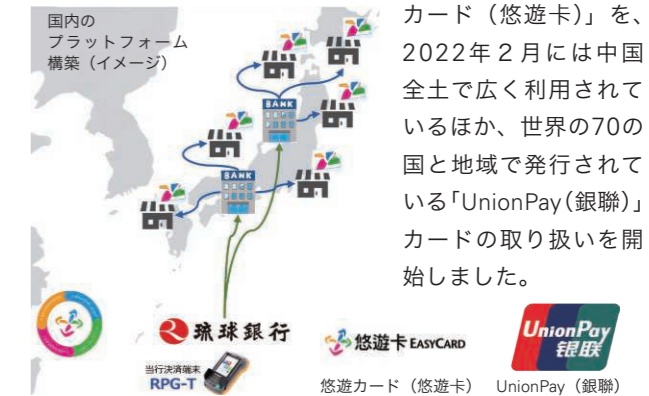 国内の
プラットフォーム
構築（イメージ）
BANK
BANK
琉球銀行
当行決済端末
RPG-T
カード（悠遊卡）」を、
2022年２月には中国
全土で広く利用されて
いるほか、世界の70の
国と地域で発行されて
いる「UnionPay（銀聯）」
カードの取り扱いを開
始しました。
悠遊卡 EASYCARD
UnionPay
银联
悠遊カード（悠遊卡）
UnionPay（銀聯）